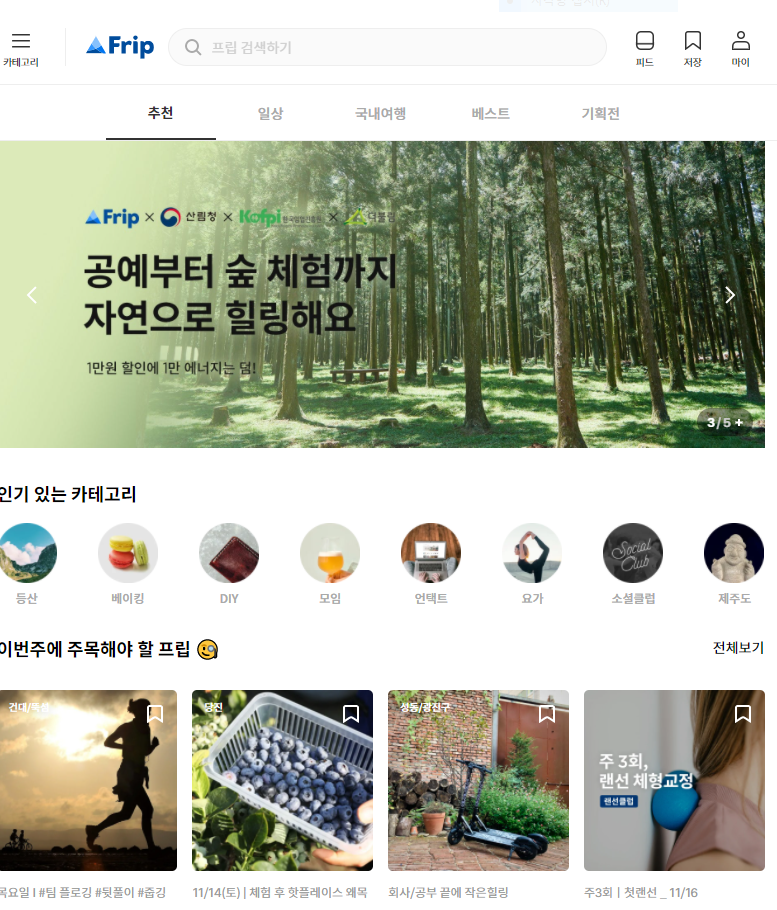 카테고리
Frip
프립 검색하기
피드
저장
마이
추천
일상
국내여행
베스트
기획전
Frip × 산림청 × Kofpi 한국임업진흥원 × 더풀림
공예부터 숲 체험까지
자연으로 힐링해요
1만원 할인에 1만 에너지는 덤!
3/5 +
인기 있는 카테고리
등산
베이킹
DIY
모임
언택트
요가
Social Club
소셜클럽
제주도
이번주에 주목해야 할 프립
전체보기
건대/뚝섬
당진
성동/광진구
주 3회,
랜선 체형교정
랜선클럽
목요일 I #팀 플로깅 #뒷풀이 #줍깅
11/14(토) | 체험 후 핫플레이스 왜목
회사/공부 끝에 작은힐링
주3회ㅣ첫랜선 _ 11/16